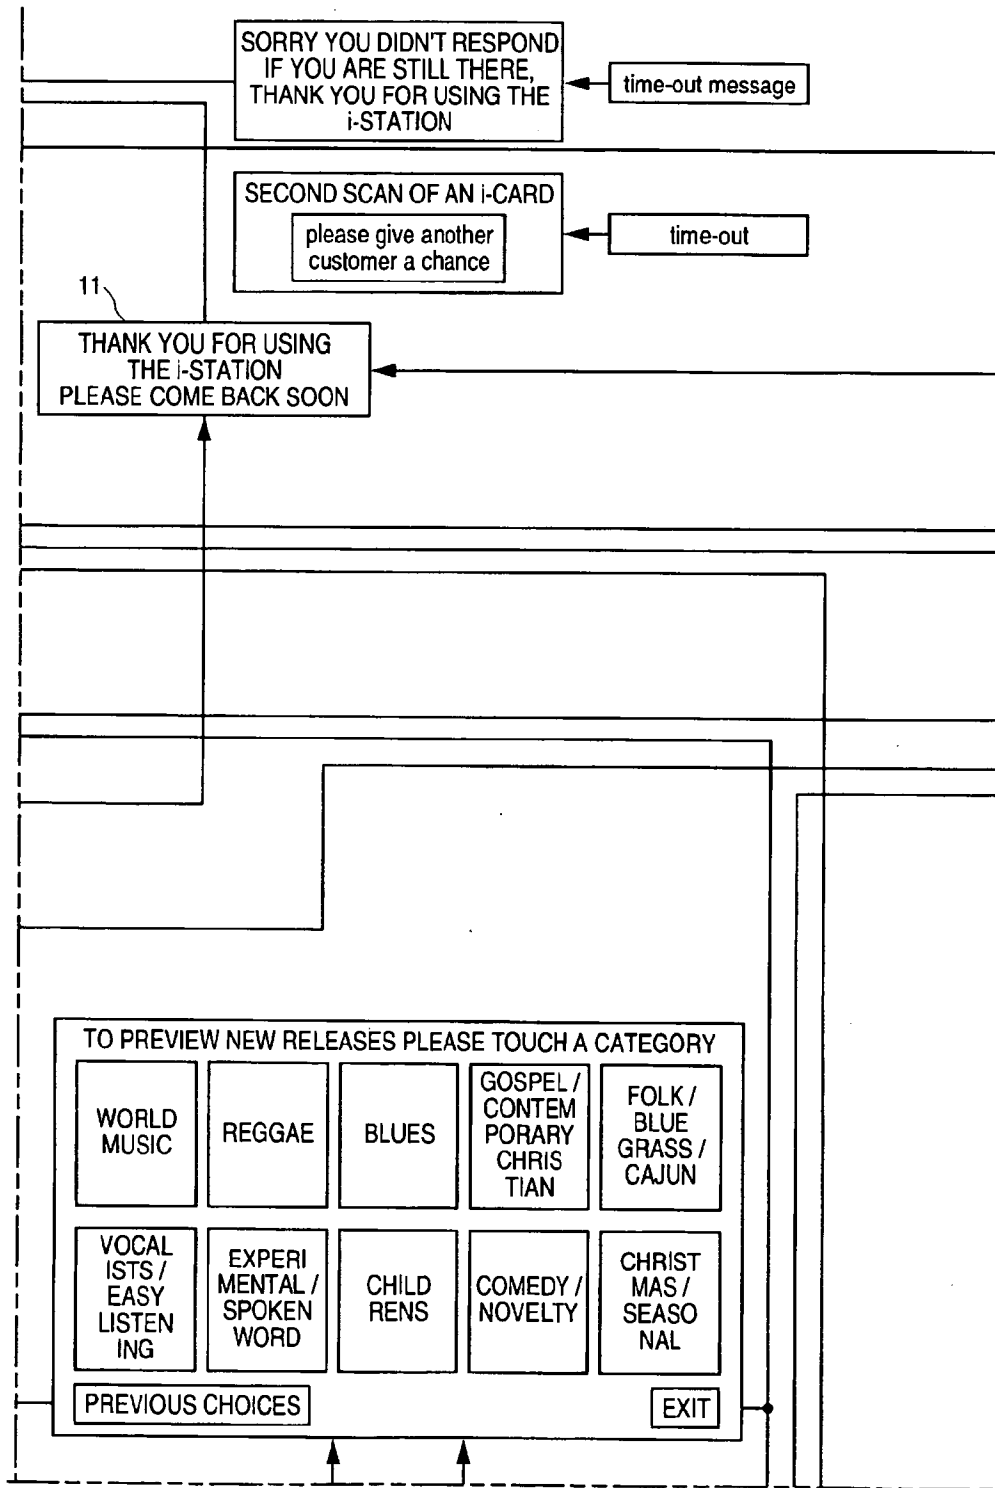 SORRY YOU DIDN'T RESPOND
IF YOU ARE STILL THERE,
THANK YOU FOR USING THE
i-STATION
time-out message
SECOND SCAN OF AN i-CARD
please give another
customer a chance
time-out
11
THANK YOU FOR USING
THE i-STATION
PLEASE COME BACK SOON
TO PREVIEW NEW RELEASES PLEASE TOUCH A CATEGORY
WORLD
MUSIC
REGGAE
BLUES
GOSPEL /
CONTEM
PORARY
CHRIS
TIAN
FOLK /
BLUE
GRASS /
CAJUN
VOCAL
ISTS /
EASY
LISTEN
ING
EXPERI
MENTAL /
SPOKEN
WORD
CHILD
RENS
COMEDY /
NOVELTY
CHRIST
MAS /
SEASO
NAL
PREVIOUS CHOICES
EXIT